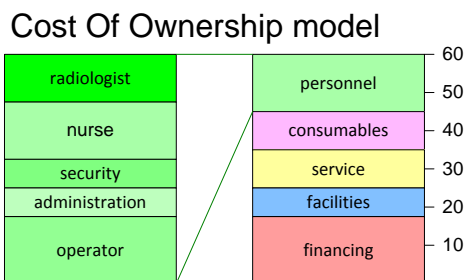 Cost Of Ownership model
radiologist
nurse
security
administration
operator
personnel
consumables
service
facilities
financing
60
50
40
30
20
10